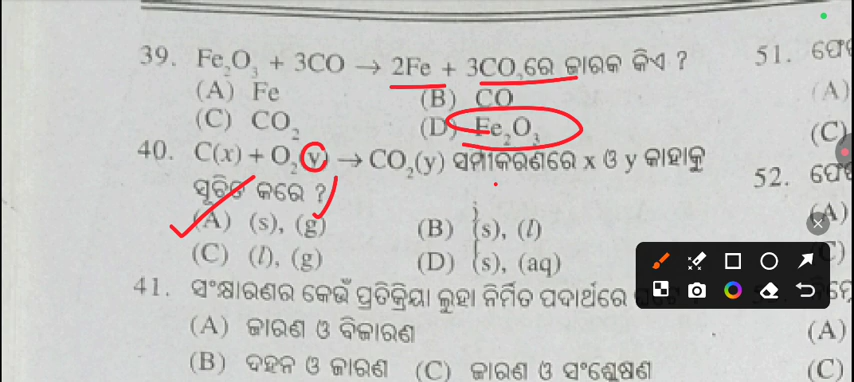 39. Fe₂O₃ + 3CO → 2Fe + 3CO₂ରେ ଜାରକ କିଏ ?
(A) Fe (B) CO
(C) CO₂ (D) Fe₂O₃
40. C(x) + O₂(y) → CO₂(y) ସମୀକରଣରେ x ଓ y କାହାକୁ
ସୂଚିତ କରେ ?
(A) (s), (g) (B) (s), (l)
(C) (l), (g) (D) (s), (aq)
41. ସଂକ୍ଷାରଣର କେଉଁ ପ୍ରତିକ୍ରିୟା ଲୁହା ନିର୍ମିତ ପଦାର୍ଥରେ
(A) ଜାରଣ ଓ ବିଜାରଣ
(B) ଦହନ ଓ ଜାରଣ (C) ଜାରଣ ଓ ସଂଶ୍ଳେଷଣ
51.
(A)
(C)
52.
(A)
(C)
(A)
(C)